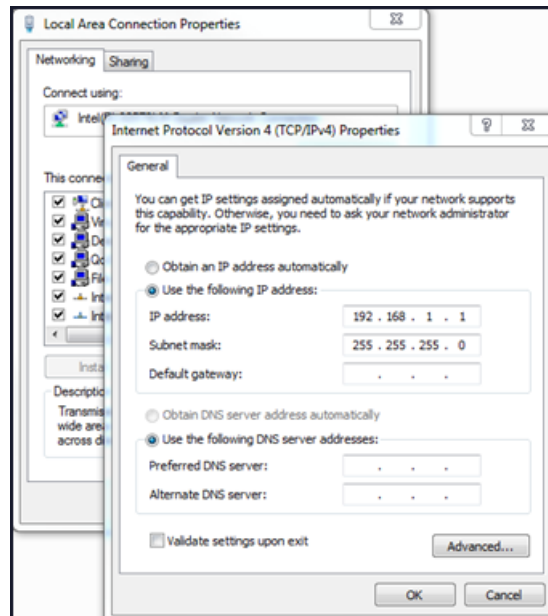 Local Area Connection Properties
Networking
Sharing
Connect using:
This conne
Insta
Descriptio
Transmis
wide area
across di
Internet Protocol Version 4 (TCP/IPv4) Properties
General
You can get IP settings assigned automatically if your network supports
this capability. Otherwise, you need to ask your network administrator
for the appropriate IP settings.
Obtain an IP address automatically
Use the following IP address:
IP address: 192 . 168 . 1 . 1
Subnet mask: 255 . 255 . 255 . 0
Default gateway: . . .
Obtain DNS server address automatically
Use the following DNS server addresses:
Preferred DNS server: . . .
Alternate DNS server: . . .
Validate settings upon exit
Advanced...
OK
Cancel